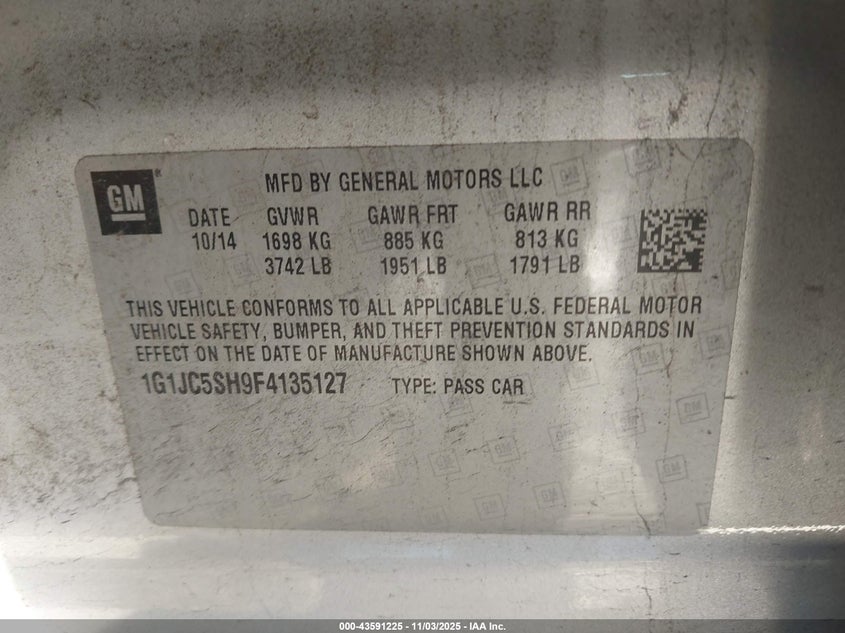 GM
MFD BY GENERAL MOTORS LLC
DATE GVWR GAWR FRT GAWR RR
10/14 1698 KG 885 KG 813 KG
3742 LB 1951 LB 1791 LB
THIS VEHICLE CONFORMS TO ALL APPLICABLE U.S. FEDERAL MOTOR
VEHICLE SAFETY, BUMPER, AND THEFT PREVENTION STANDARDS IN
EFFECT ON THE DATE OF MANUFACTURE SHOWN ABOVE.
1G1JC5SH9F4135127 TYPE: PASS CAR
000-43591225 - 11/03/2025 - IAA Inc.